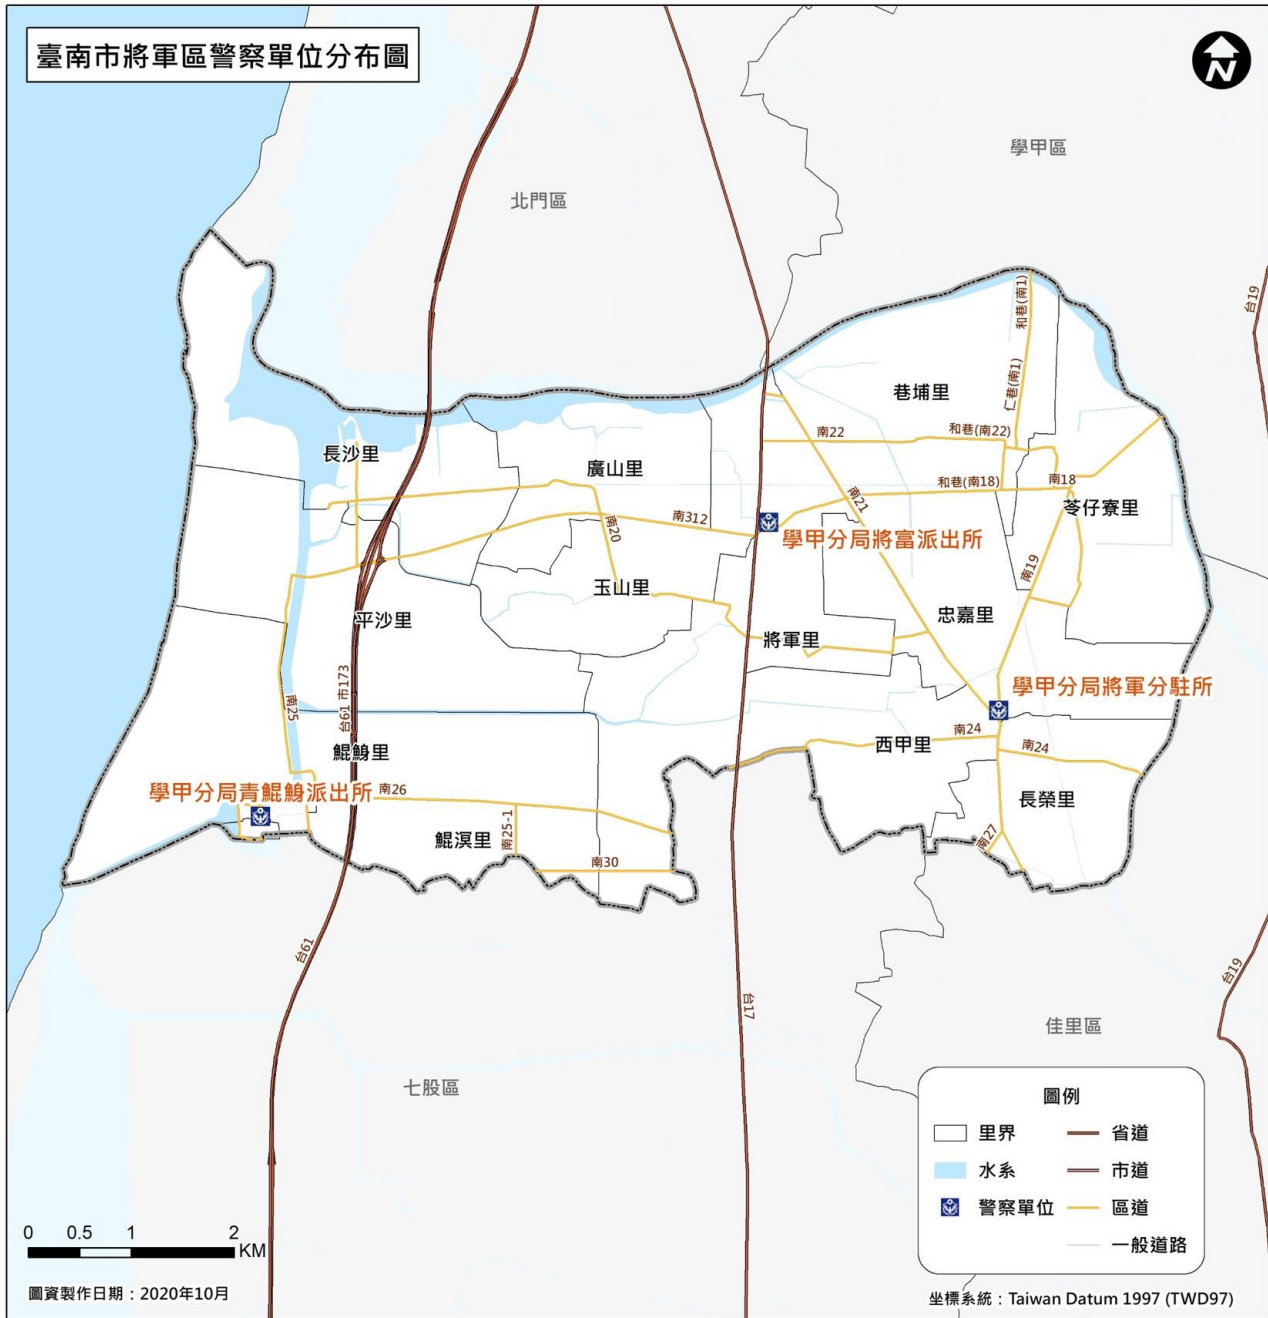 臺南市將軍區警察單位分布圖
N
學甲區
北門區
台19
和巷(南1)
仁巷(南1)
巷埔里
南22
和巷(南22)
長沙里
廣山里
和巷(南18)
南18
南21
苓仔寮里
南312
南20
學甲分局將富派出所
南19
玉山里
忠嘉里
平沙里
將軍里
學甲分局將軍分駐所
台61 市173
南25
鯤鯓里
西甲里
南24
南24
學甲分局青鯤鯓派出所
南26
長榮里
鯤溟里
南25-1
南27
南30
台61
台19
台17
佳里區
七股區
圖例
里界
省道
水系
市道
警察單位
區道
一般道路
0 0.5 1 2
KM
圖資製作日期：2020年10月
坐標系統：Taiwan Datum 1997 (TWD97)